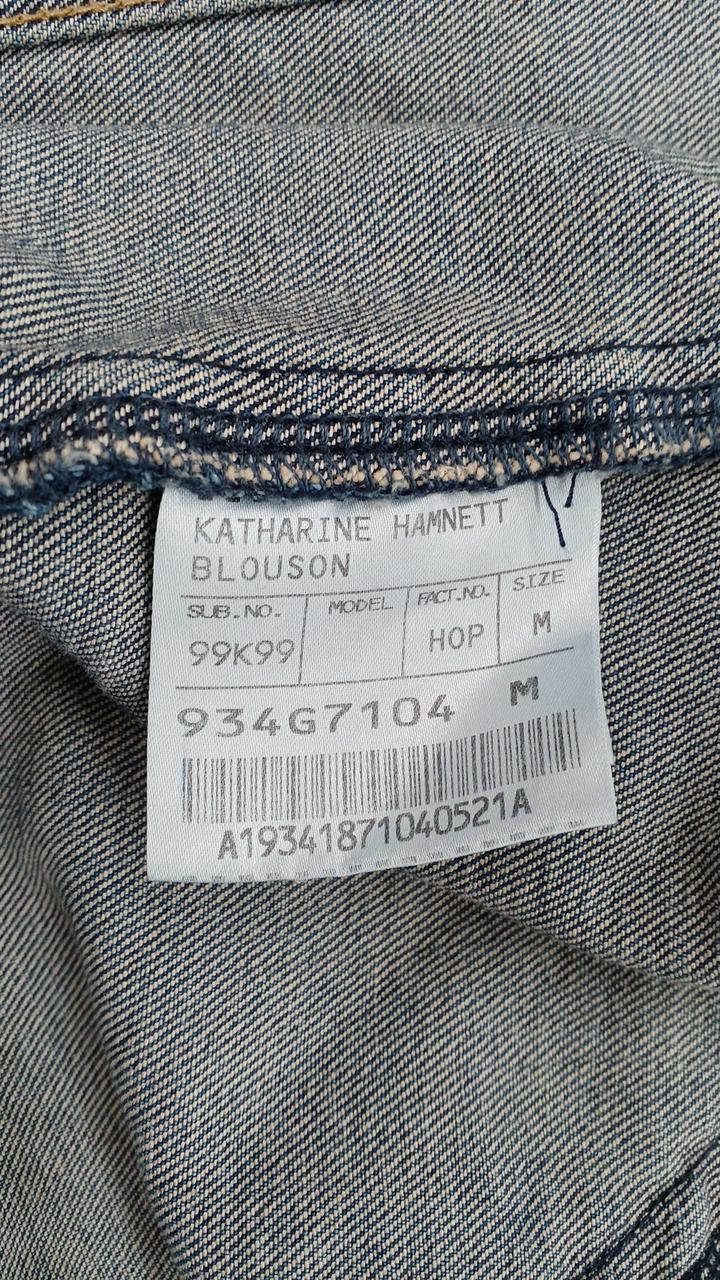 KATHARINE HAMNETT
BLOUSON
SUB.NO. MODEL FACT.NO. SIZE
99K99 HOP M
934G7104 M
A19341871040521A